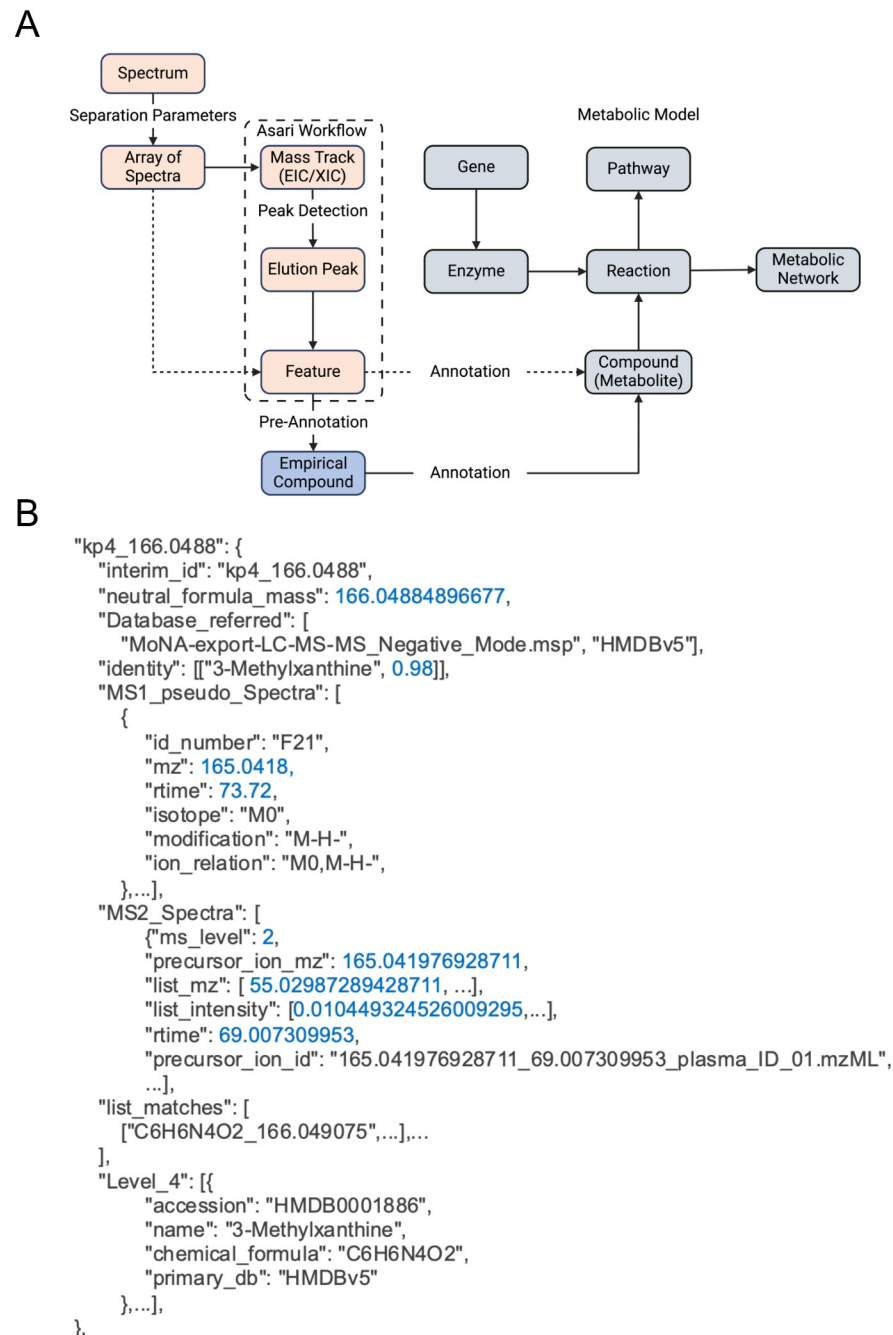 A
Spectrum
Separation Parameters
Array of
Spectra
Asari Workflow
Mass Track
(EIC/XIC)
Peak Detection
Elution Peak
Feature
Pre-Annotation
Empirical
Compound
Annotation
Annotation
Metabolic Model
Gene
Pathway
Enzyme
Reaction
Metabolic
Network
Compound
(Metabolite)
B
"kp4_166.0488": {
"interim_id": "kp4_166.0488",
"neutral_formula_mass": 166.04884896677,
"Database_referred": [
"MoNA-export-LC-MS-MS_Negative_Mode.msp", "HMDBv5"],
"identity": [["3-Methylxanthine", 0.98]],
"MS1_pseudo_Spectra": [
{
"id_number": "F21",
"mz": 165.0418,
"rtime": 73.72,
"isotope": "M0",
"modification": "M-H-",
"ion_relation": "M0,M-H-",
},...],
"MS2_Spectra": [
{"ms_level": 2,
"precursor_ion_mz": 165.041976928711,
"list_mz": [ 55.02987289428711, ...],
"list_intensity": [0.010449324526009295,...],
"rtime": 69.007309953,
"precursor_ion_id": "165.041976928711_69.007309953_plasma_ID_01.mzML",
...],
"list_matches": [
["C6H6N4O2_166.049075",...],...
],
"Level_4": [{
"accession": "HMDB0001886",
"name": "3-Methylxanthine",
"chemical_formula": "C6H6N4O2",
"primary_db": "HMDBv5"
},...],
},